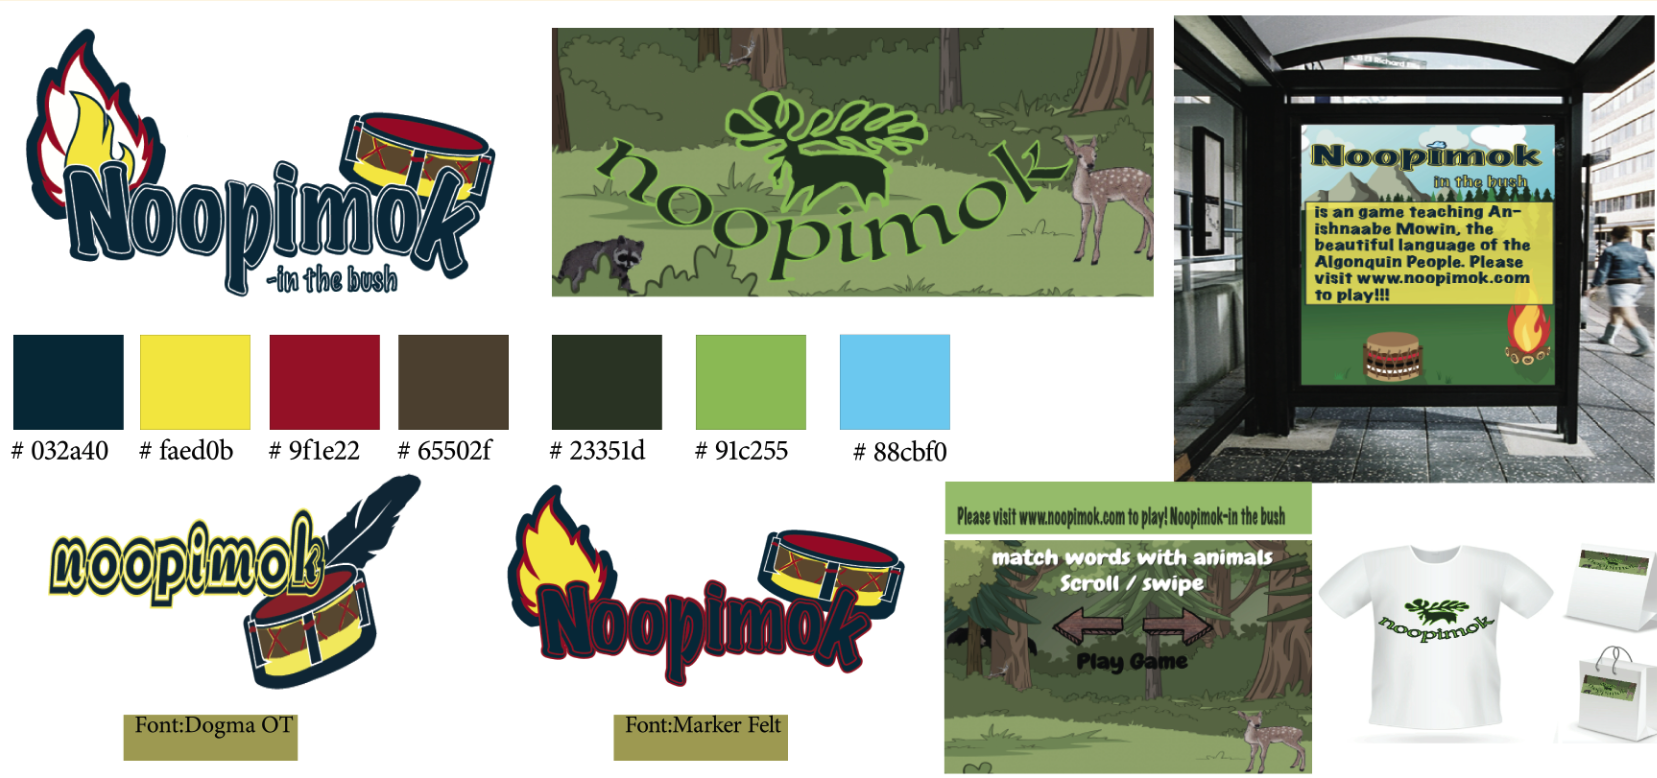 Noopimok
-in the bush
noopimok
Noopimok
in the bush
is an game teaching An-
ishnaabe Mowin, the
beautiful language of the
Algonquin People. Please
visit www.noopimok.com
to play!!!
# 032a40
# faed0b
# 9f1e22
# 65502f
# 23351d
# 91c255
# 88cbf0
noopimok
Font:Dogma OT
Noopimok
Font:Marker Felt
Please visit www.noopimok.com to play! Noopimok-in the bush
match words with animals
Scroll / swipe
Play Game
noopimok